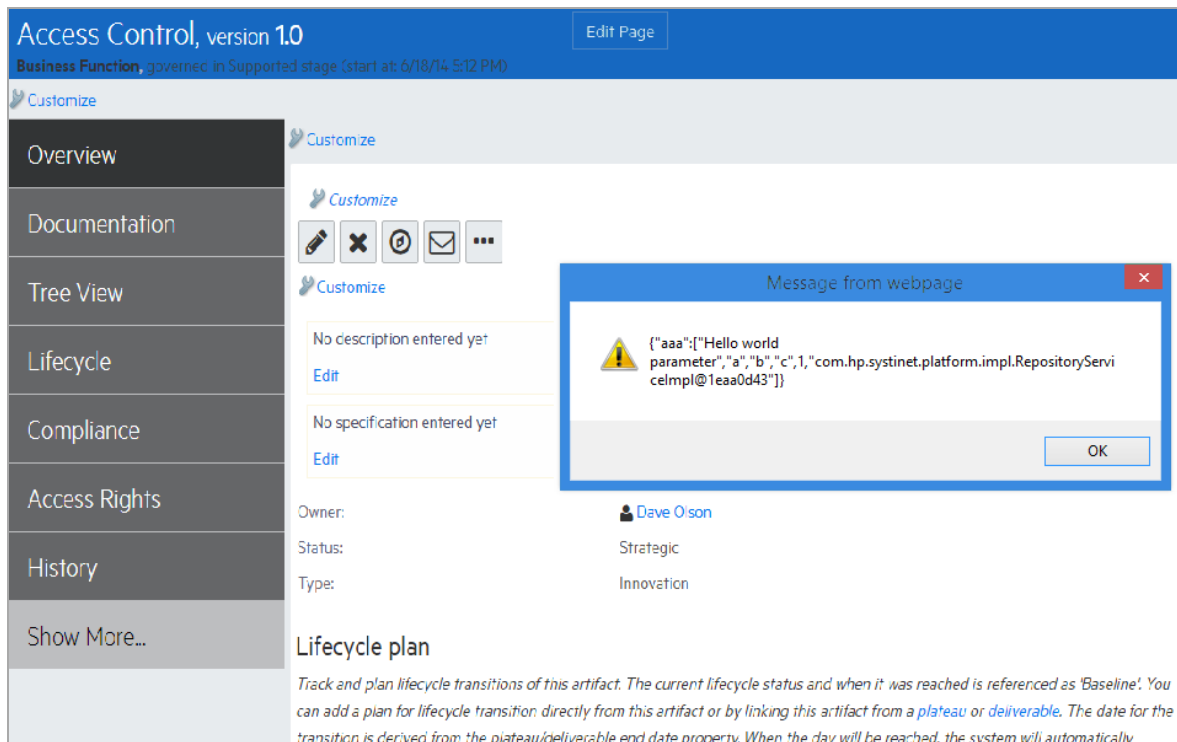 Access Control, version 1.0
Edit Page
Business Function, governed in Supported stage (start at: 6/18/14 5:12 PM)
Customize
Overview
Documentation
Tree View
Lifecycle
Compliance
Access Rights
History
Show More...
Customize
Customize
Customize
No description entered yet
Edit
No specification entered yet
Edit
Message from webpage
{"aaa":["Hello world
parameter","a","b","c",1,"com.hp.systinet.platform.impl.RepositoryServi
ceImpl@1eaa0d43"]}
OK
Owner: Dave Olson
Status: Strategic
Type: Innovation
Lifecycle plan
Track and plan lifecycle transitions of this artifact. The current lifecycle status and when it was reached is referenced as 'Baseline'. You
can add a plan for lifecycle transition directly from this artifact or by linking this artifact from a plateau or deliverable. The date for the
transition is derived from the plateau/deliverable end date property. When the day will be reached, the system will automatically